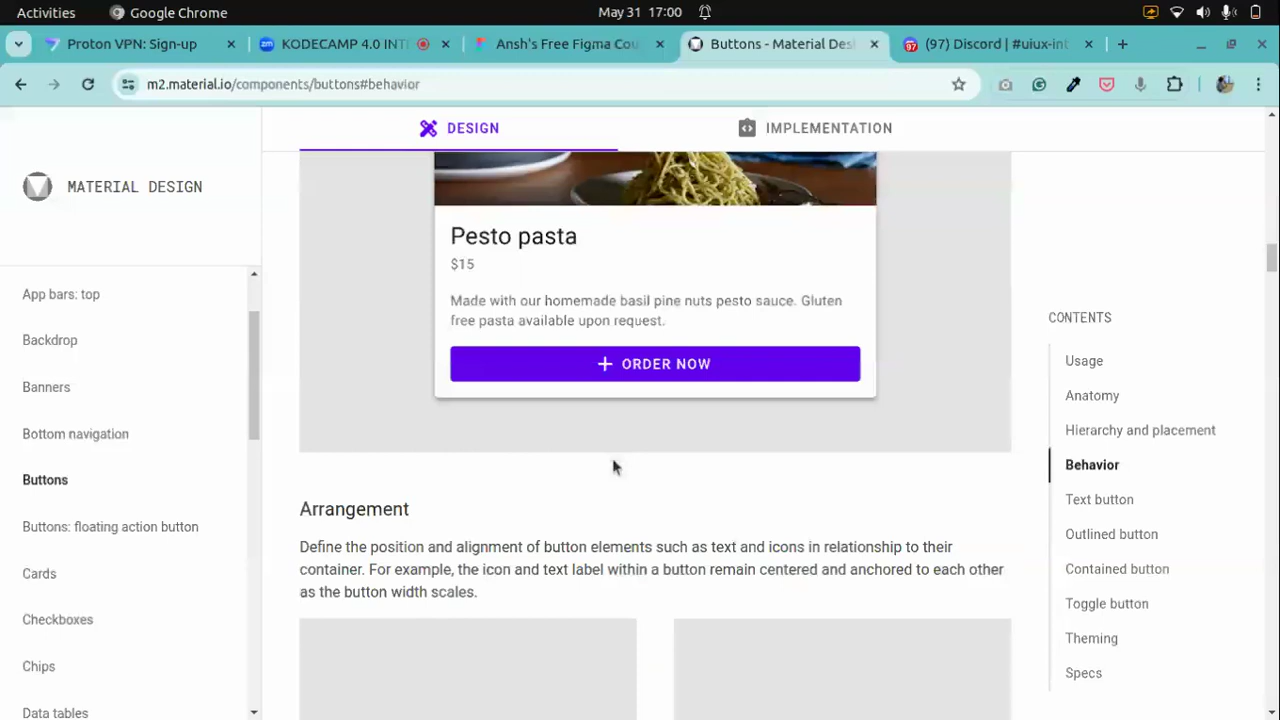 Activities
Google Chrome
May 31 17:00
Proton VPN: Sign-up
KODECAMP 4.0 INT
Ansh's Free Figma Cou
Buttons - Material Des
(97) Discord | #uiux-int
m2.material.io/components/buttons#behavior
MATERIAL DESIGN
App bars: top
Backdrop
Banners
Bottom navigation
Buttons
Buttons: floating action button
Cards
Checkboxes
Chips
Data tables
DESIGN
IMPLEMENTATION
Pesto pasta
$15
Made with our homemade basil pine nuts pesto sauce. Gluten
free pasta available upon request.
+ ORDER NOW
Arrangement
Define the position and alignment of button elements such as text and icons in relationship to their
container. For example, the icon and text label within a button remain centered and anchored to each other
as the button width scales.
CONTENTS
Usage
Anatomy
Hierarchy and placement
Behavior
Text button
Outlined button
Contained button
Toggle button
Theming
Specs